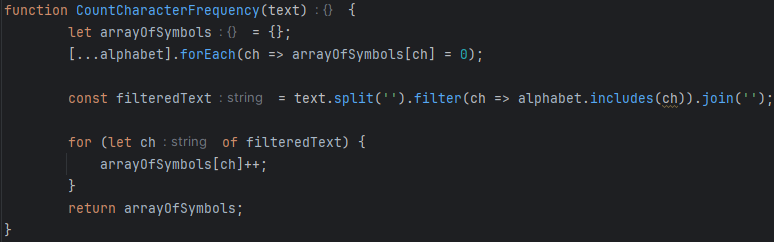 function CountCharacterFrequency(text) : {} {
let arrayOfSymbols : {} = {};
[...alphabet].forEach(ch => arrayOfSymbols[ch] = 0);
const filteredText : string = text.split('').filter(ch => alphabet.includes(ch)).join('');
for (let ch : string of filteredText) {
arrayOfSymbols[ch]++;
}
return arrayOfSymbols;
}